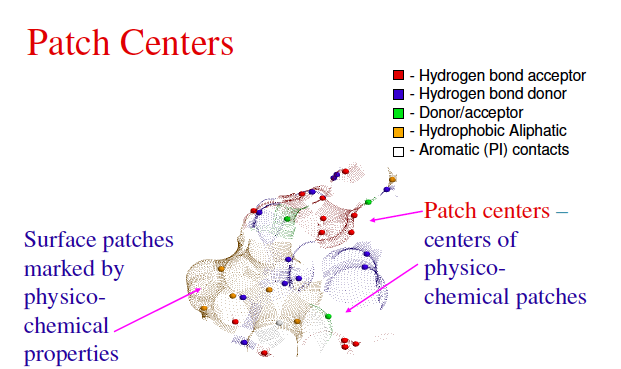 Patch Centers
- Hydrogen bond acceptor
- Hydrogen bond donor
- Donor/acceptor
- Hydrophobic Aliphatic
- Aromatic (PI) contacts
Patch centers –
centers of
physico-
chemical patches
Surface patches
marked by
physico-
chemical
properties